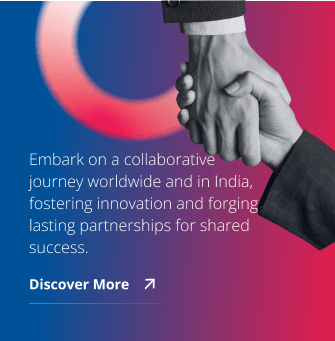 Embark on a collaborative
journey worldwide and in India,
fostering innovation and forging
lasting partnerships for shared
success.
Discover More